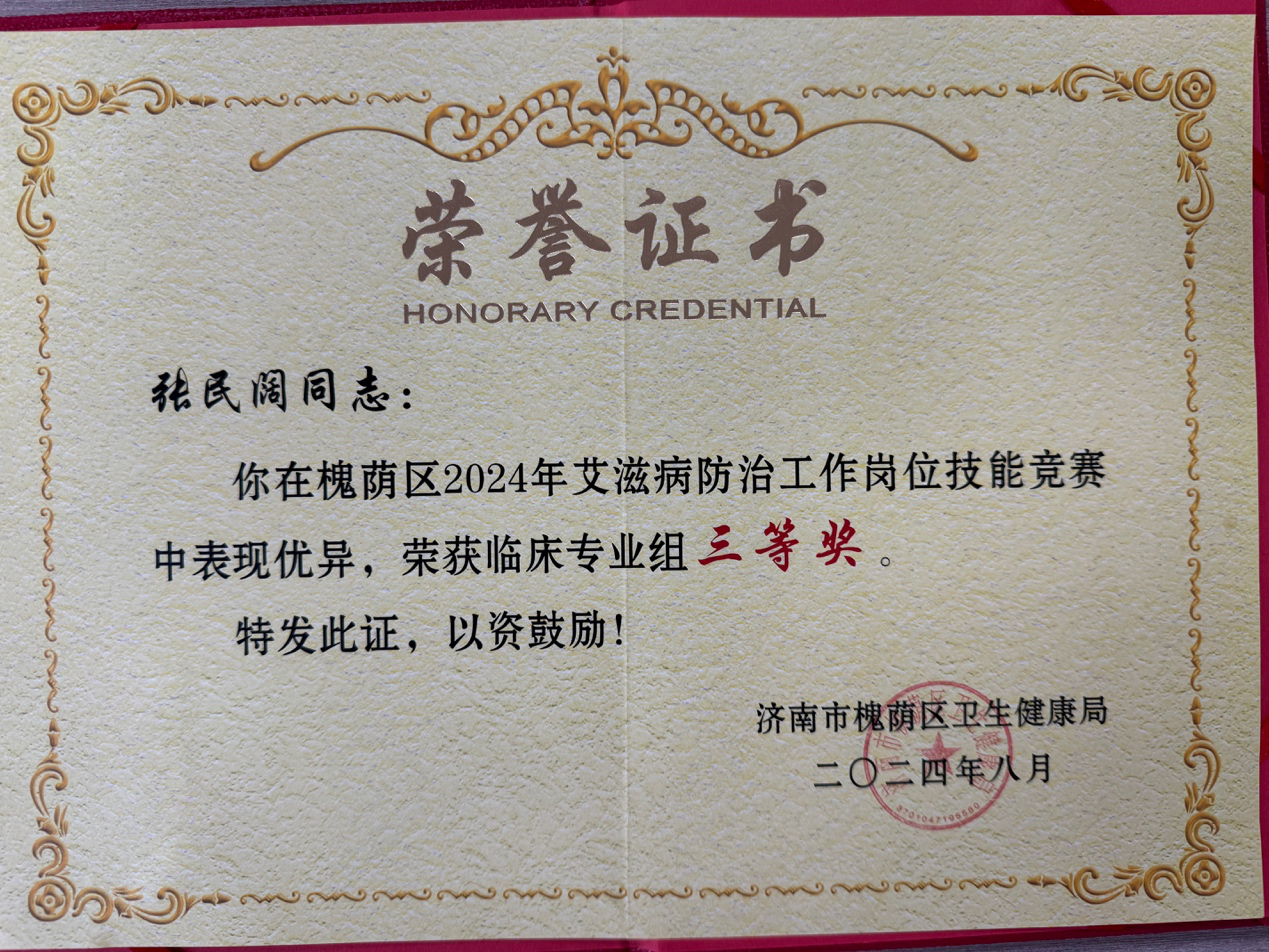 荣誉证书
HONORARY CREDENTIAL
张民阔同志：
你在槐荫区2024年艾滋病防治工作岗位技能竞赛
中表现优异，荣获临床专业组三等奖。
特发此证，以资鼓励！
济南市槐荫区卫生健康局
二〇二四年八月